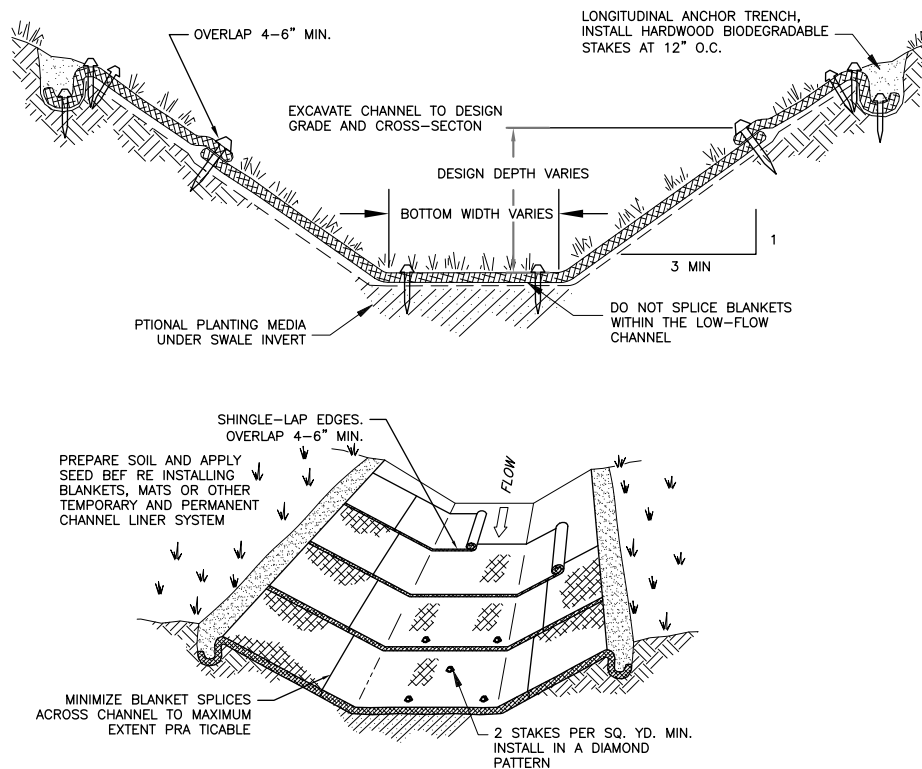 OVERLAP 4–6" MIN.
LONGITUDINAL ANCHOR TRENCH,
INSTALL HARDWOOD BIODEGRADABLE
STAKES AT 12" O.C.
EXCAVATE CHANNEL TO DESIGN
GRADE AND CROSS–SECTON
DESIGN DEPTH VARIES
BOTTOM WIDTH VARIES
1
3 MIN
PTIONAL PLANTING MEDIA
UNDER SWALE INVERT
DO NOT SPLICE BLANKETS
WITHIN THE LOW–FLOW
CHANNEL
SHINGLE–LAP EDGES.
OVERLAP 4–6" MIN.
PREPARE SOIL AND APPLY
SEED BEF RE INSTALLING
BLANKETS, MATS OR OTHER
TEMPORARY AND PERMANENT
CHANNEL LINER SYSTEM
FLOW
MINIMIZE BLANKET SPLICES
ACROSS CHANNEL TO MAXIMUM
EXTENT PRA TICABLE
2 STAKES PER SQ. YD. MIN.
INSTALL IN A DIAMOND
PATTERN